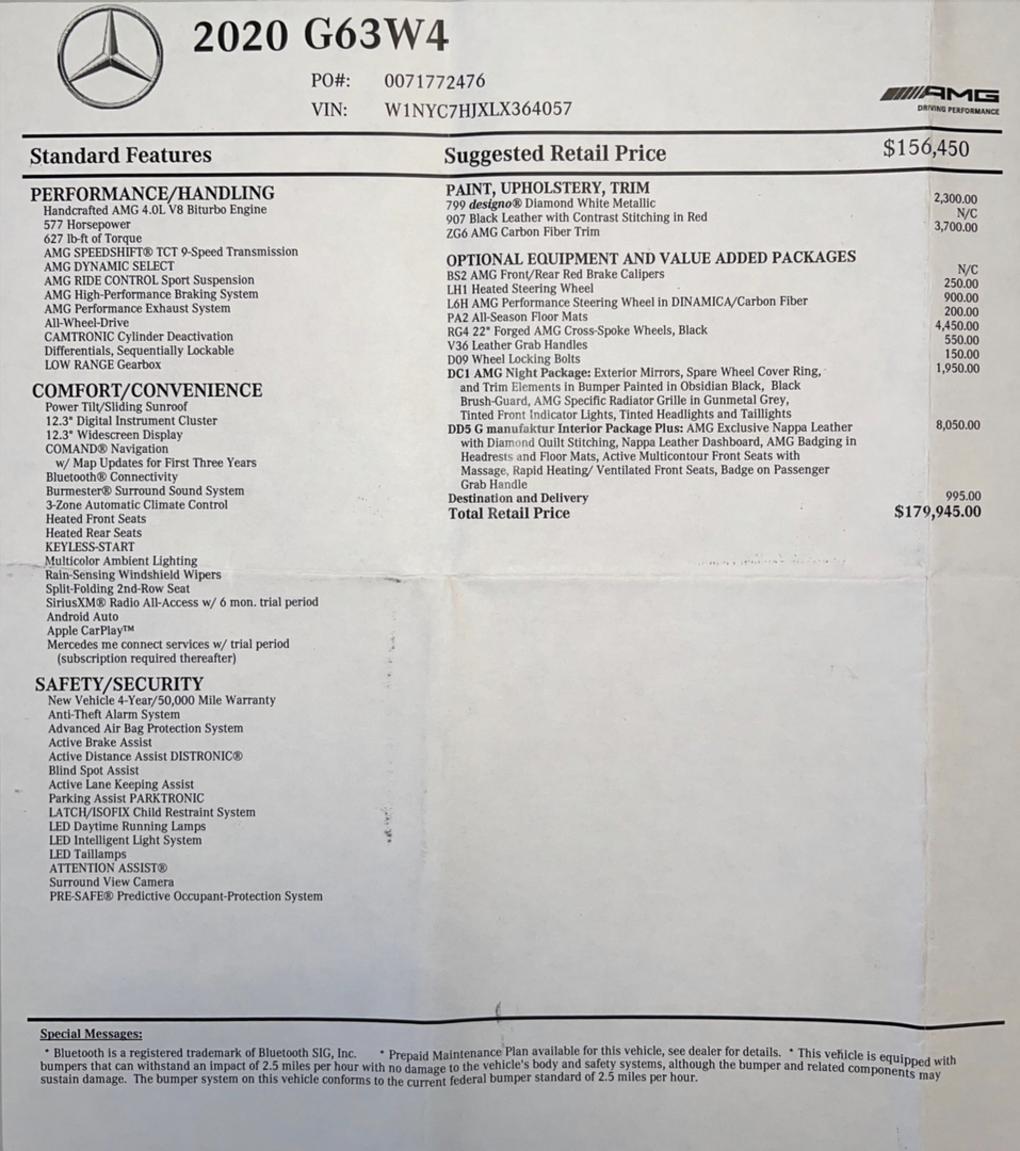 2020 G63W4
PO#: 0071772476
VIN: W1NYC7HJXLX364057
AMG
DRIVING PERFORMANCE
Standard Features
Suggested Retail Price $156,450
PERFORMANCE/HANDLING
Handcrafted AMG 4.0L V8 Biturbo Engine
577 Horsepower
627 lb-ft of Torque
AMG SPEEDSHIFT® TCT 9-Speed Transmission
AMG DYNAMIC SELECT
AMG RIDE CONTROL Sport Suspension
AMG High-Performance Braking System
AMG Performance Exhaust System
All-Wheel-Drive
CAMTRONIC Cylinder Deactivation
Differentials, Sequentially Lockable
LOW RANGE Gearbox
COMFORT/CONVENIENCE
Power Tilt/Sliding Sunroof
12.3" Digital Instrument Cluster
12.3" Widescreen Display
COMAND® Navigation
w/ Map Updates for First Three Years
Bluetooth® Connectivity
Burmester® Surround Sound System
3-Zone Automatic Climate Control
Heated Front Seats
Heated Rear Seats
KEYLESS-START
Multicolor Ambient Lighting
Rain-Sensing Windshield Wipers
Split-Folding 2nd-Row Seat
SiriusXM® Radio All-Access w/ 6 mon. trial period
Android Auto
Apple CarPlay™
Mercedes me connect services w/ trial period
(subscription required thereafter)
SAFETY/SECURITY
New Vehicle 4-Year/50,000 Mile Warranty
Anti-Theft Alarm System
Advanced Air Bag Protection System
Active Brake Assist
Active Distance Assist DISTRONIC®
Blind Spot Assist
Active Lane Keeping Assist
Parking Assist PARKTRONIC
LATCH/ISOFIX Child Restraint System
LED Daytime Running Lamps
LED Intelligent Light System
LED Taillamps
ATTENTION ASSIST®
Surround View Camera
PRE-SAFE® Predictive Occupant-Protection System
PAINT, UPHOLSTERY, TRIM
799 designo® Diamond White Metallic 2,300.00
907 Black Leather with Contrast Stitching in Red N/C
ZG6 AMG Carbon Fiber Trim 3,700.00
OPTIONAL EQUIPMENT AND VALUE ADDED PACKAGES
BS2 AMG Front/Rear Red Brake Calipers N/C
LH1 Heated Steering Wheel 250.00
L6H AMG Performance Steering Wheel in DINAMICA/Carbon Fiber 900.00
PA2 All-Season Floor Mats 200.00
RG4 22" Forged AMG Cross-Spoke Wheels, Black 4,450.00
V36 Leather Grab Handles 550.00
D09 Wheel Locking Bolts 150.00
DC1 AMG Night Package: Exterior Mirrors, Spare Wheel Cover Ring, 1,950.00
and Trim Elements in Bumper Painted in Obsidian Black, Black
Brush-Guard, AMG Specific Radiator Grille in Gunmetal Grey,
Tinted Front Indicator Lights, Tinted Headlights and Taillights
DD5 G manufaktur Interior Package Plus: AMG Exclusive Nappa Leather 8,050.00
with Diamond Quilt Stitching, Nappa Leather Dashboard, AMG Badging in
Headrests and Floor Mats, Active Multicontour Front Seats with
Massage, Rapid Heating/ Ventilated Front Seats, Badge on Passenger
Grab Handle
Destination and Delivery 995.00
Total Retail Price $179,945.00
Special Messages:
* Bluetooth is a registered trademark of Bluetooth SIG, Inc. * Prepaid Maintenance Plan available for this vehicle, see dealer for details. * This vehicle is equipped with
bumpers that can withstand an impact of 2.5 miles per hour with no damage to the vehicle's body and safety systems, although the bumper and related components may
sustain damage. The bumper system on this vehicle conforms to the current federal bumper standard of 2.5 miles per hour.